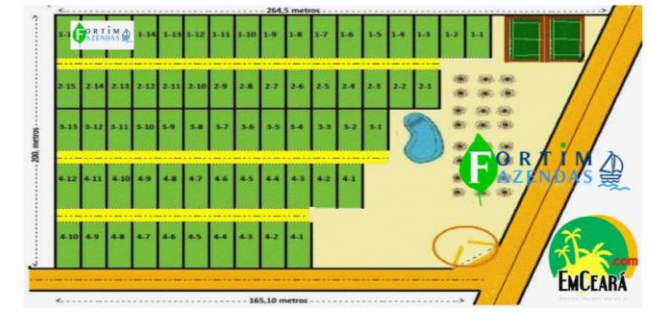 264,5 metros
FORTIM
FAZENDAS
1-14 1-13 1-12 1-11 1-10 1-9 1-8 1-7 1-6 1-5 1-4 1-3 1-2 1-1
2-15 2-14 2-13 2-12 2-11 2-10 2-9 2-8 2-7 2-6 2-5 2-4 2-3 2-2 2-1
200, metros
3-13 3-12 3-11 3-10 3-9 3-8 3-7 3-6 3-5 3-4 3-3 3-2 3-1
FORTIM
FAZENDAS
4-12 4-11 4-10 4-9 4-8 4-7 4-6 4-5 4-4 4-3 4-2 4-1
4-10 4-9 4-8 4-7 4-6 4-5 4-4 4-3 4-2 4-1
.com
EMCEARÁ
165,10 metros